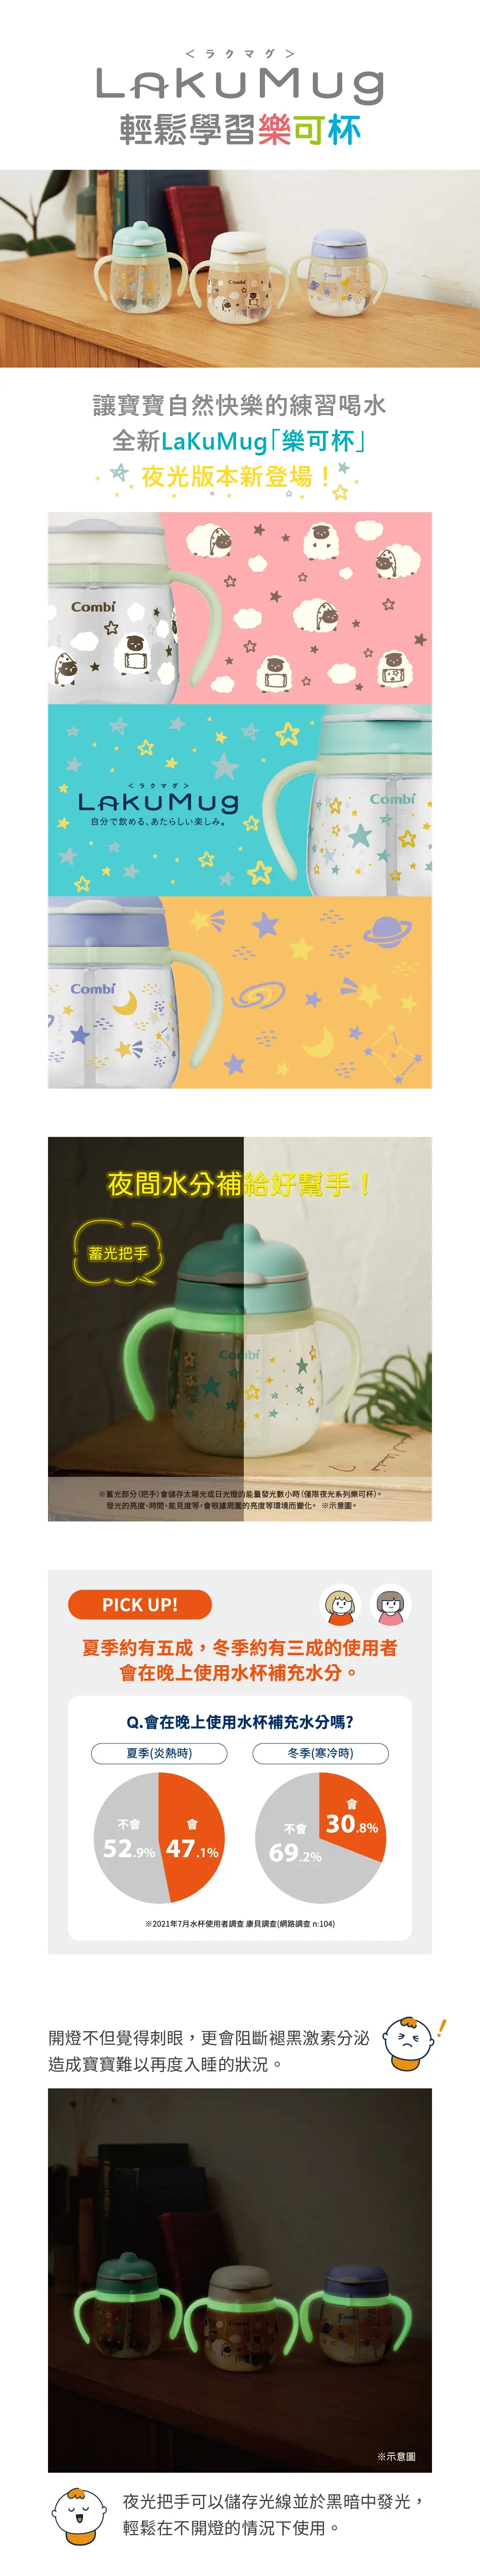 ＜ラクマグ＞
LAKUMUg
輕鬆學習樂可杯
Combi
Combi
Combi
讓寶寶自然快樂的練習喝水
全新LaKuMug「樂可杯」
夜光版本新登場！
Combi
＜ラクマグ＞
LAKUMUg
自分で飲める、あたらしい楽しみ。
Combi
Combi
夜間水分補給好幫手！
蓄光把手
Combi
※蓄光部分(把手)會儲存太陽光或日光燈的能量發光數小時(僅限夜光系列樂可杯)。
發光的亮度、時間、能見度等，會根據周圍的亮度等環境而變化。 ※示意圖。
PICK UP!
夏季約有五成，冬季約有三成的使用者
會在晚上使用水杯補充水分。
Q.會在晚上使用水杯補充水分嗎?
夏季(炎熱時)
冬季(寒冷時)
不會
52.9%
會
47.1%
不會
69.2%
會
30.8%
※2021年7月水杯使用者調查 康貝調查(網路調查 n:104)
開燈不但覺得刺眼，更會阻斷褪黑激素分泌
造成寶寶難以再度入睡的狀況。
Combi
Combi
※示意圖
夜光把手可以儲存光線並於黑暗中發光，
輕鬆在不開燈的情況下使用。